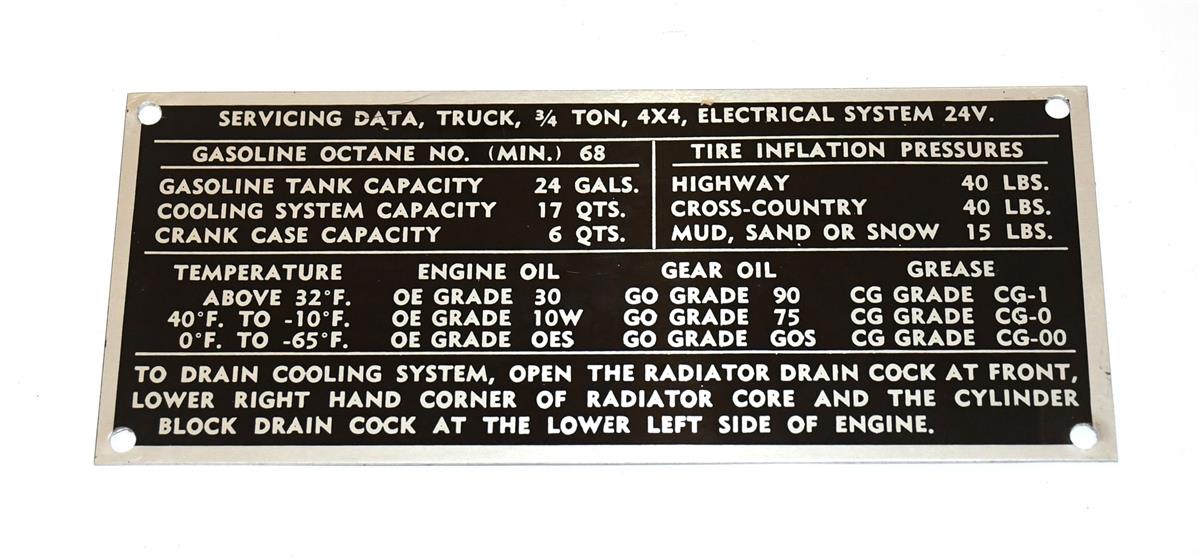 SERVICING DATA, TRUCK, ¾ TON, 4X4, ELECTRICAL SYSTEM 24V.
GASOLINE OCTANE NO. (MIN.) 68
GASOLINE TANK CAPACITY 24 GALS.
COOLING SYSTEM CAPACITY 17 QTS.
CRANK CASE CAPACITY 6 QTS.
TIRE INFLATION PRESSURES
HIGHWAY 40 LBS.
CROSS-COUNTRY 40 LBS.
MUD, SAND OR SNOW 15 LBS.
TEMPERATURE ENGINE OIL GEAR OIL GREASE
ABOVE 32°F. OE GRADE 30 GO GRADE 90 CG GRADE CG-1
40°F. TO -10°F. OE GRADE 10W GO GRADE 75 CG GRADE CG-0
0°F. TO -65°F. OE GRADE OES GO GRADE GOS CG GRADE CG-00
TO DRAIN COOLING SYSTEM, OPEN THE RADIATOR DRAIN COCK AT FRONT,
LOWER RIGHT HAND CORNER OF RADIATOR CORE AND THE CYLINDER
BLOCK DRAIN COCK AT THE LOWER LEFT SIDE OF ENGINE.